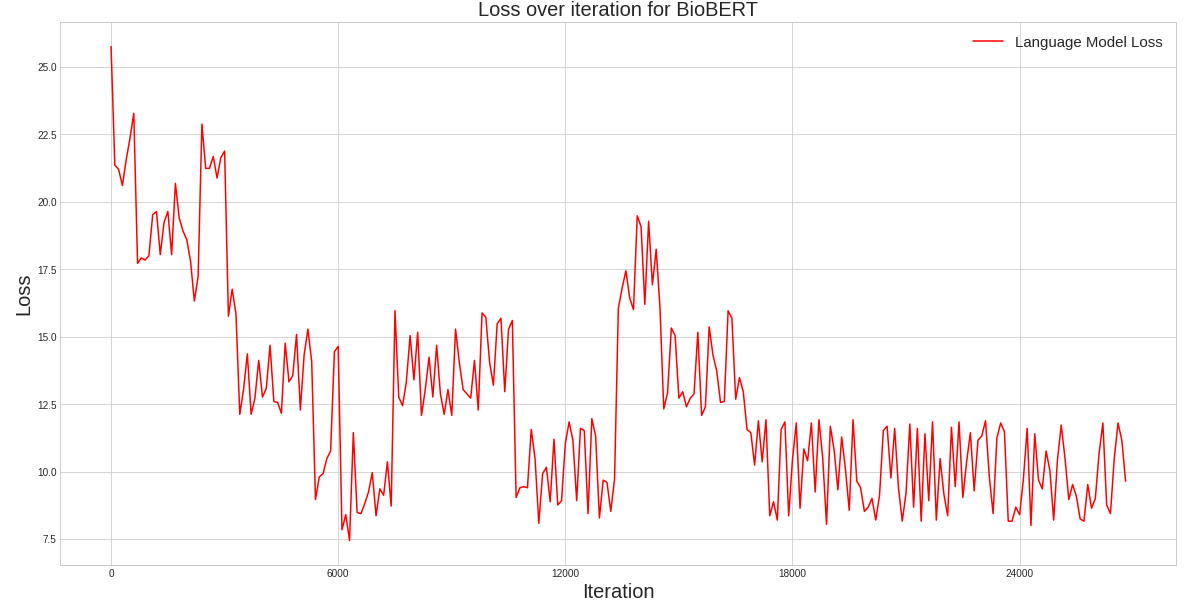 Loss over iteration for BioBERT
Language Model Loss
25.0
22.5
20.0
17.5
15.0
12.5
10.0
7.5
Loss
0 6000 12000 18000 24000
Iteration